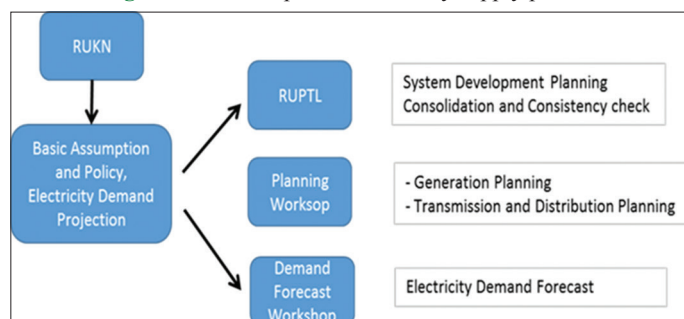 RUKN
RUPTL
System Development Planning
Consolidation and Consistency check
Basic Assumption
and Policy,
Electricity Demand
Projection
Planning
Worksop
- Generation Planning
- Transmission and Distribution Planning
Demand
Forecast
Workshop
Electricity Demand Forecast